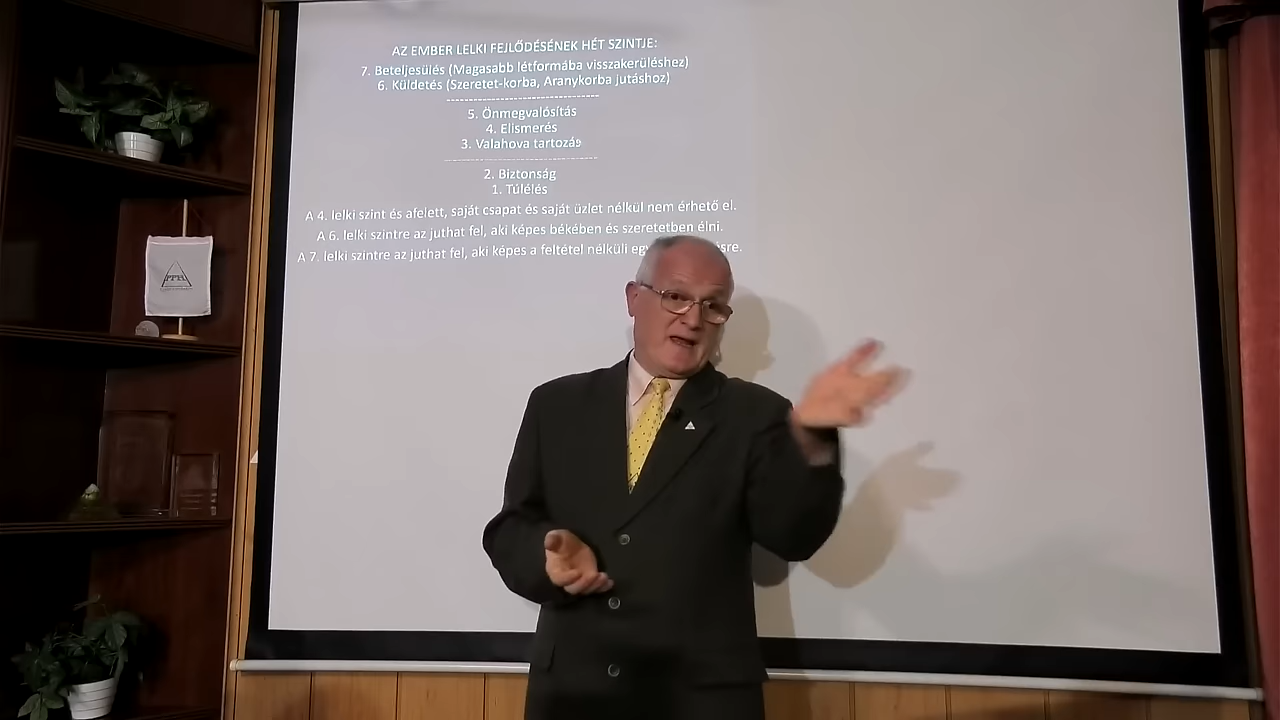 AZ EMBER LELKI FEJLŐDÉSÉNEK HÉT SZINTJE:
7. Beteljesülés (Magasabb létformába visszakerüléshez)
6. Küldetés (Szeretet-korba, Aranykorba jutáshoz)
5. Önmegvalósítás
4. Elismerés
3. Valahova tartozás
2. Biztonság
1. Túlélés
A 4. lelki szint és afelett, saját csapat és saját üzlet nélkül nem érhető el.
A 6. lelki szintre az juthat fel, aki képes békében és szeretetben élni.
A 7. lelki szintre az juthat fel, aki képes a feltétel nélküli